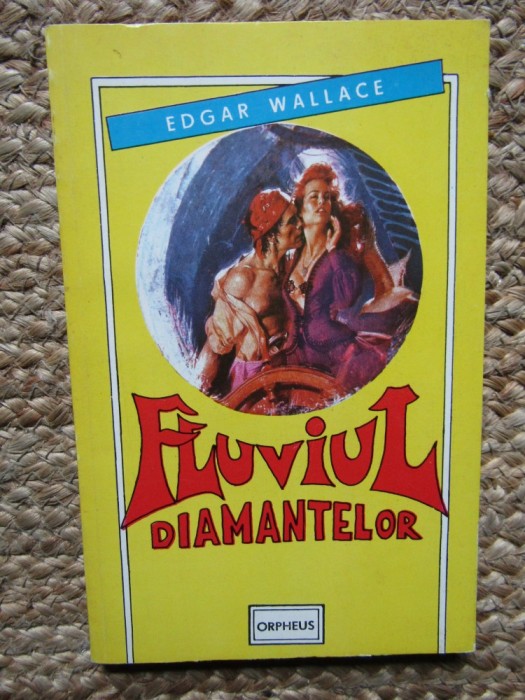 EDGAR WALLACE
FLUVIUL
DIAMANTELOR
ORPHEUS